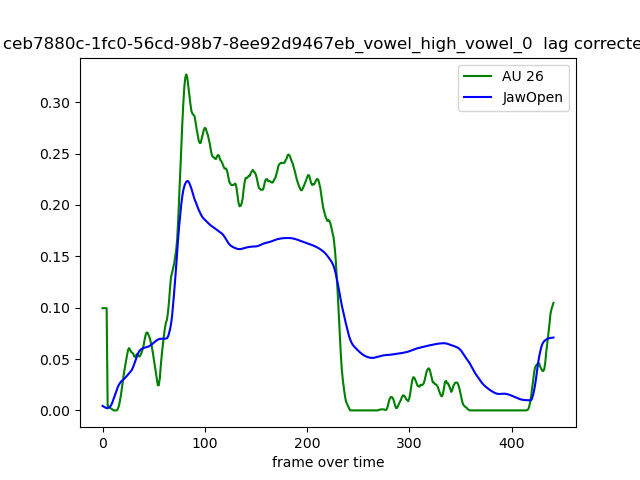 ceb7880c-1fc0-56cd-98b7-8ee92d9467eb_vowel_high_vowel_0 lag correcte
AU 26
JawOpen
0.30
0.25
0.20
0.15
0.10
0.05
0.00
0 100 200 300 400
frame over time